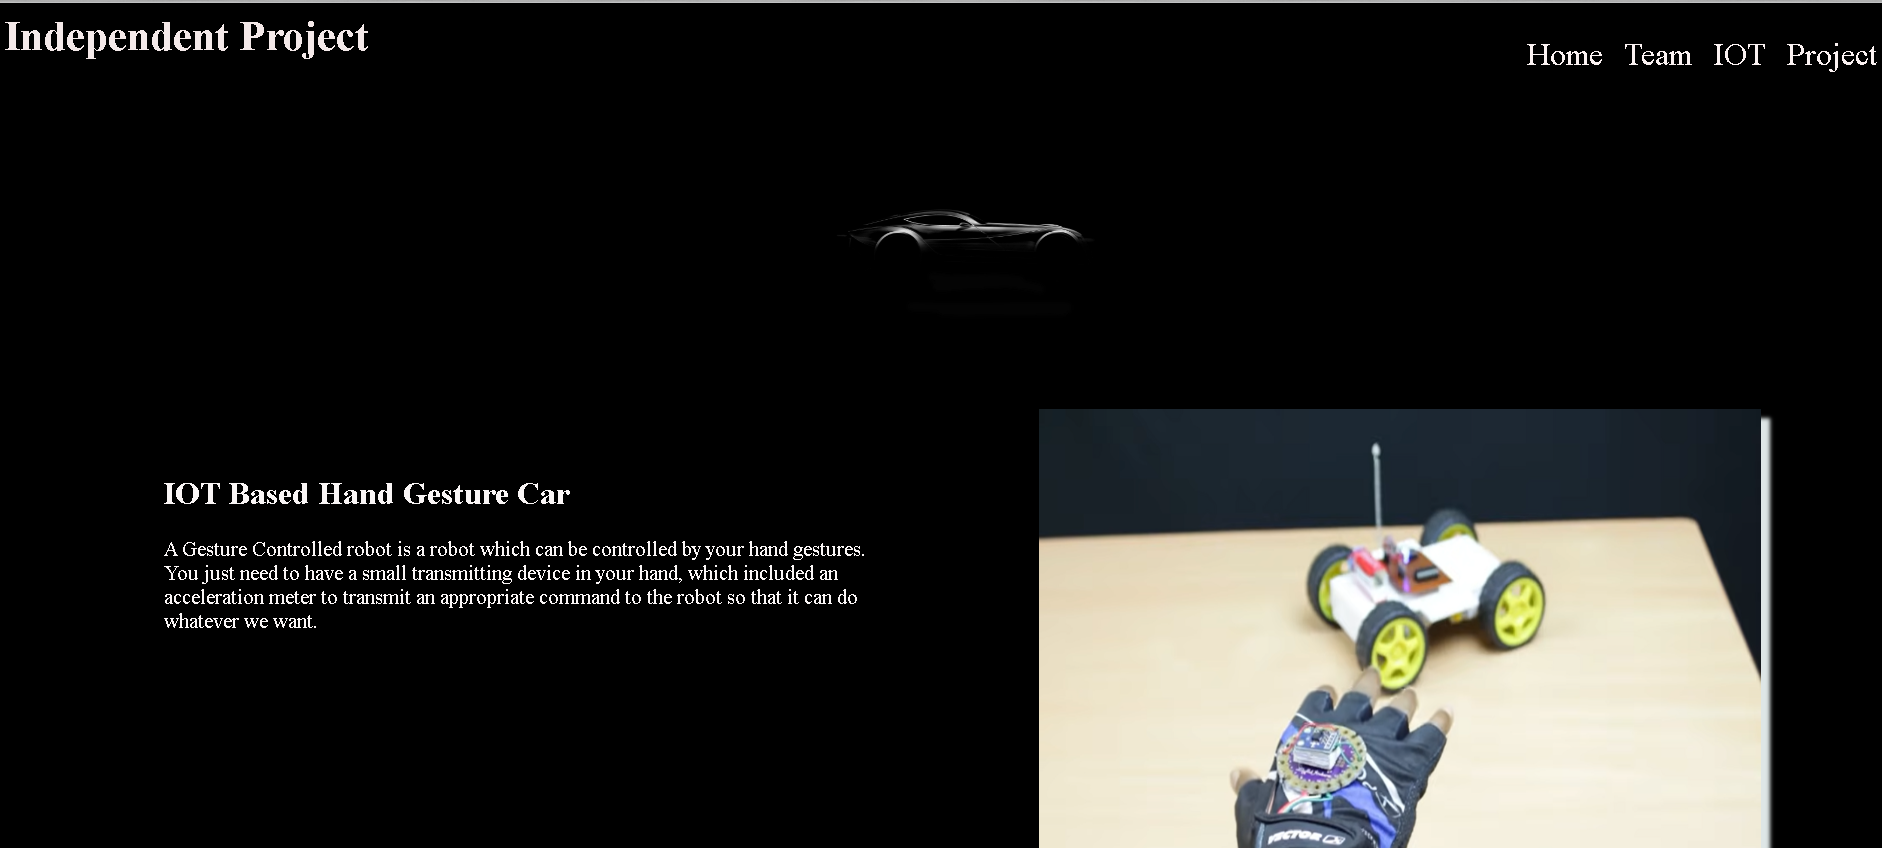 Independent Project
Home Team IOT Project
IOT Based Hand Gesture Car
A Gesture Controlled robot is a robot which can be controlled by your hand gestures.
You just need to have a small transmitting device in your hand, which included an
acceleration meter to transmit an appropriate command to the robot so that it can do
whatever we want.
VECTOR